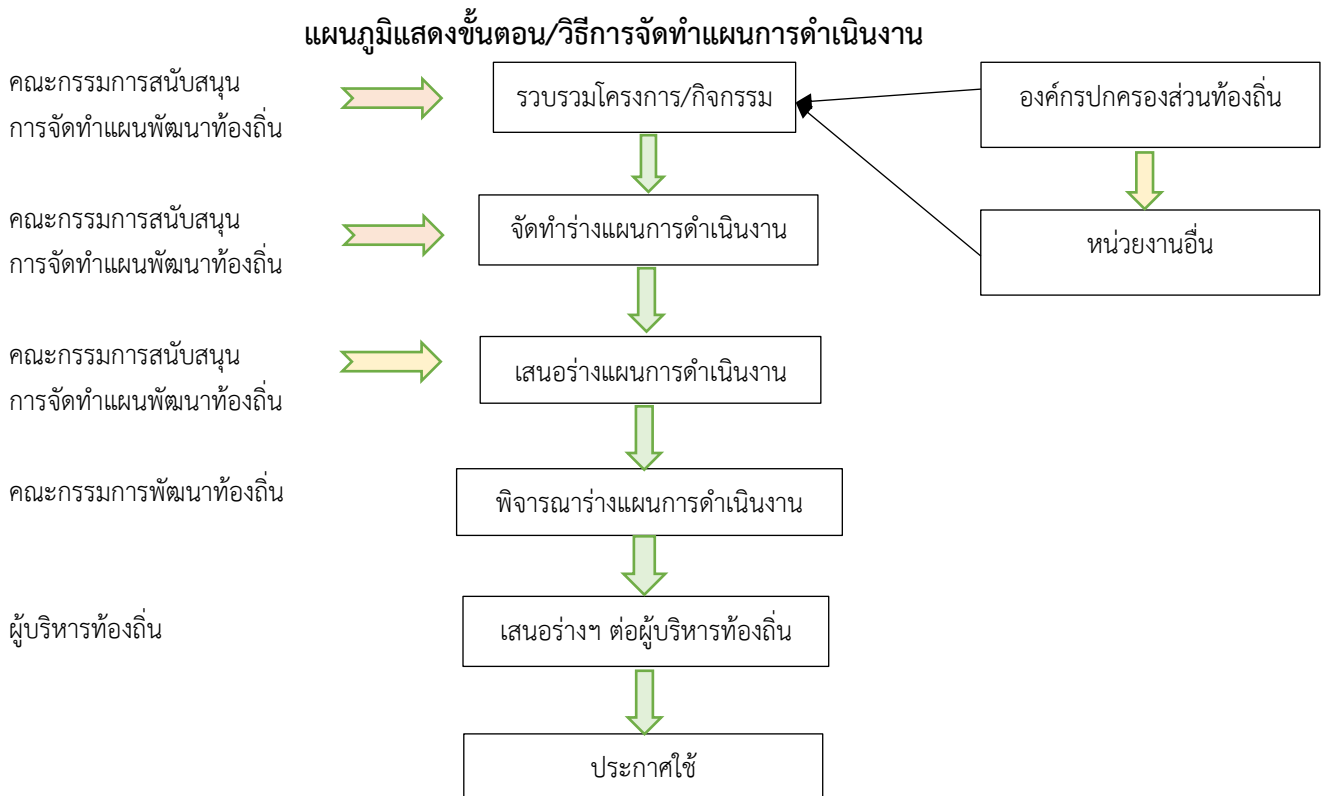 แผนภูมิแสดงขั้นตอน/วิธีการจัดทำแผนการดำเนินงาน
คณะกรรมการสนับสนุน
การจัดทำแผนพัฒนาท้องถิ่น
รวบรวมโครงการ/กิจกรรม
องค์กรปกครองส่วนท้องถิ่น
คณะกรรมการสนับสนุน
การจัดทำแผนพัฒนาท้องถิ่น
จัดทำร่างแผนการดำเนินงาน
หน่วยงานอื่น
คณะกรรมการสนับสนุน
การจัดทำแผนพัฒนาท้องถิ่น
เสนอร่างแผนการดำเนินงาน
คณะกรรมการพัฒนาท้องถิ่น
พิจารณาร่างแผนการดำเนินงาน
ผู้บริหารท้องถิ่น
เสนอร่างฯ ต่อผู้บริหารท้องถิ่น
ประกาศใช้